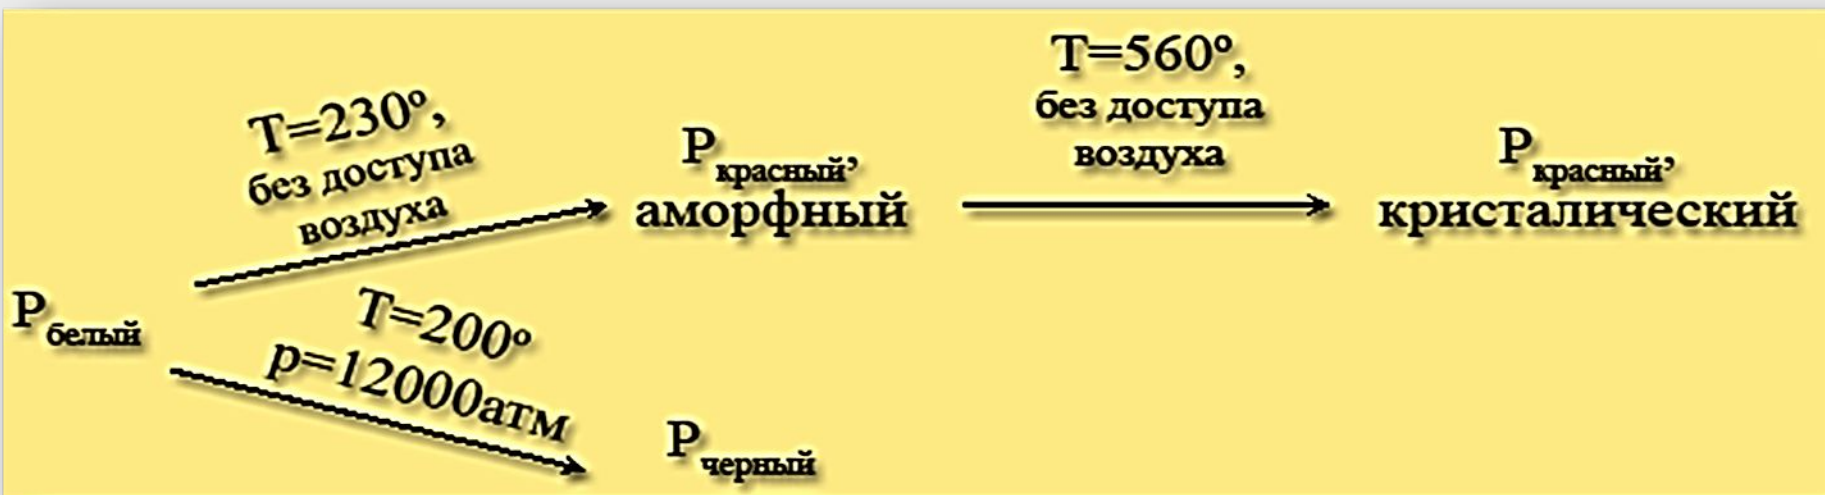 T=230º,
без доступа
воздуха
P красный,
аморфный
T=560º,
без доступа
воздуха
P красный,
кристалический
P белый
T=200º
p=12000атм
P черный